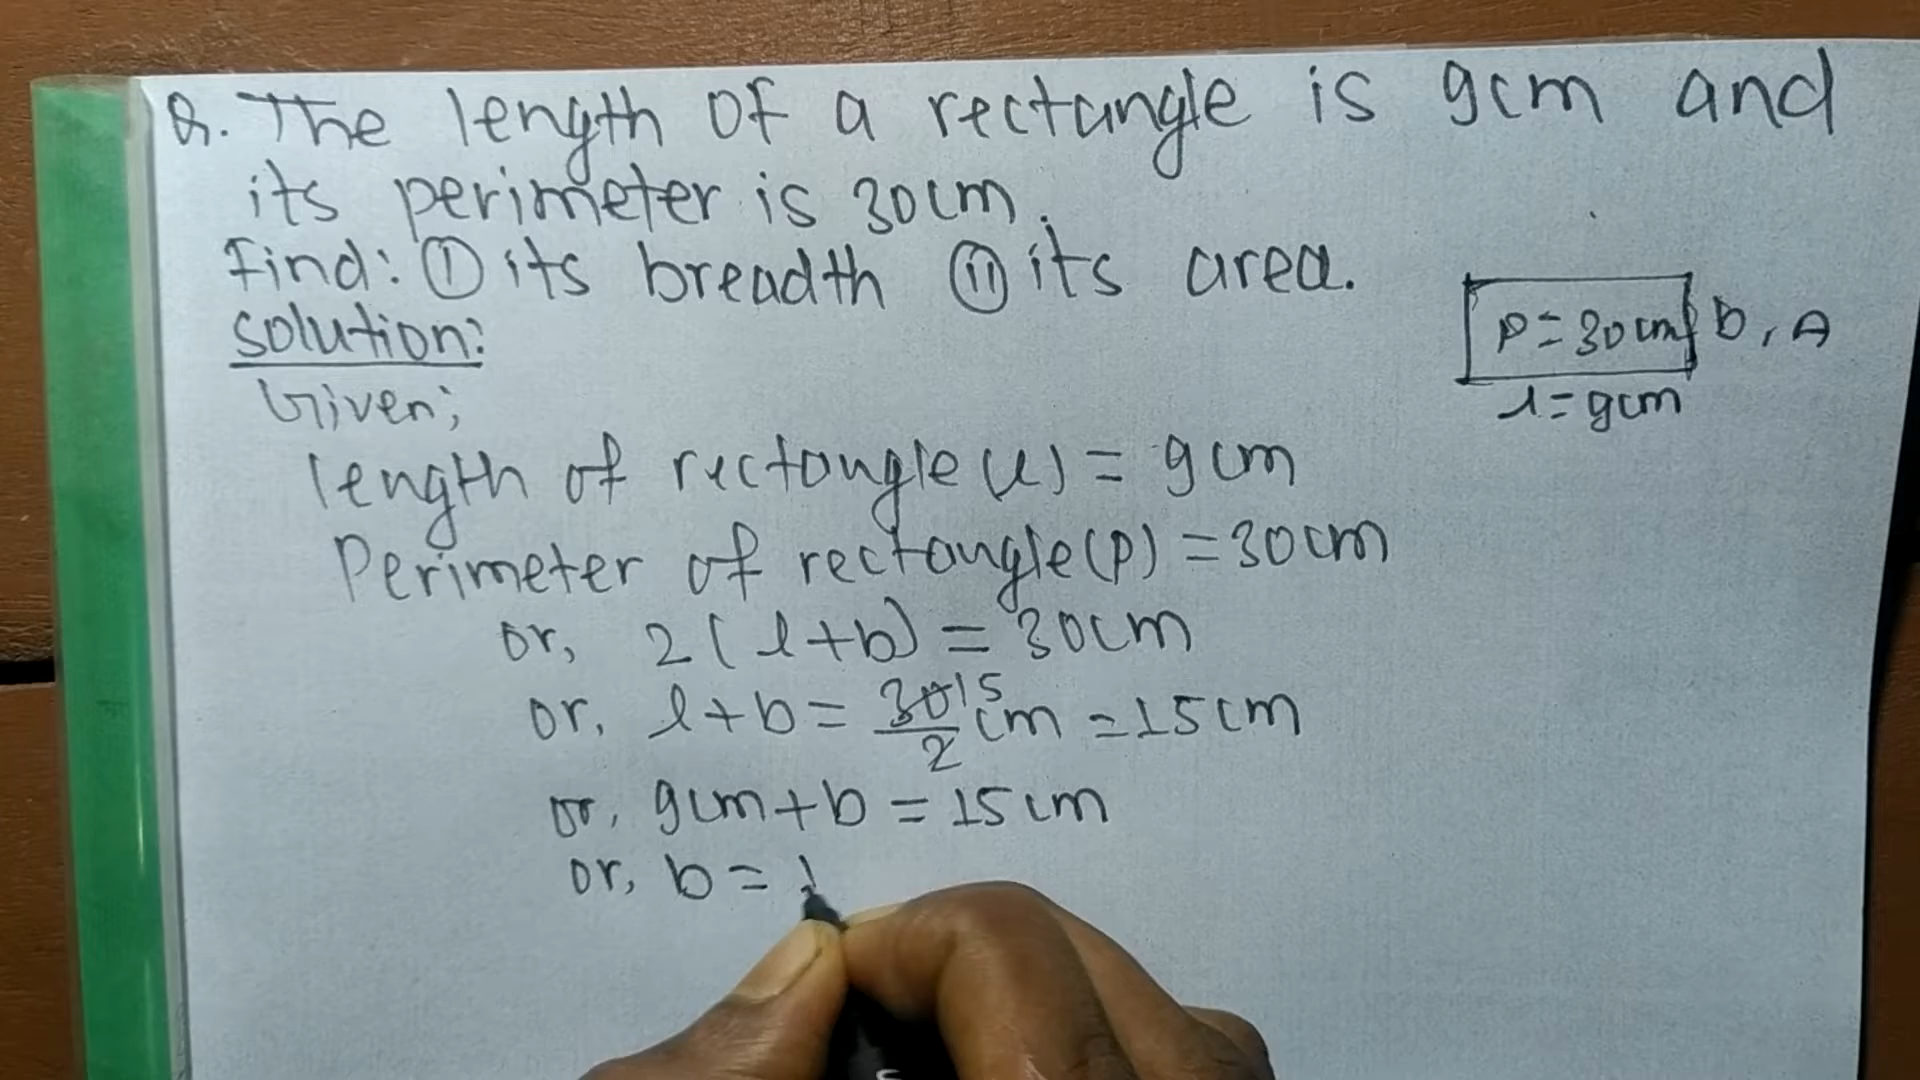 Q. The length of a rectangle is 9cm and
its perimeter is 30cm.
Find: (i) its breadth (ii) its area.
Solution:
P=30cm b, A
l=9cm
Given;
length of rectangle(l) = 9cm
Perimeter of rectangle(P) =30cm
or, 2(l+b) = 30cm
or, l+b = 30/2 15 cm =15cm
or, 9cm+b =15cm
or, b = 1